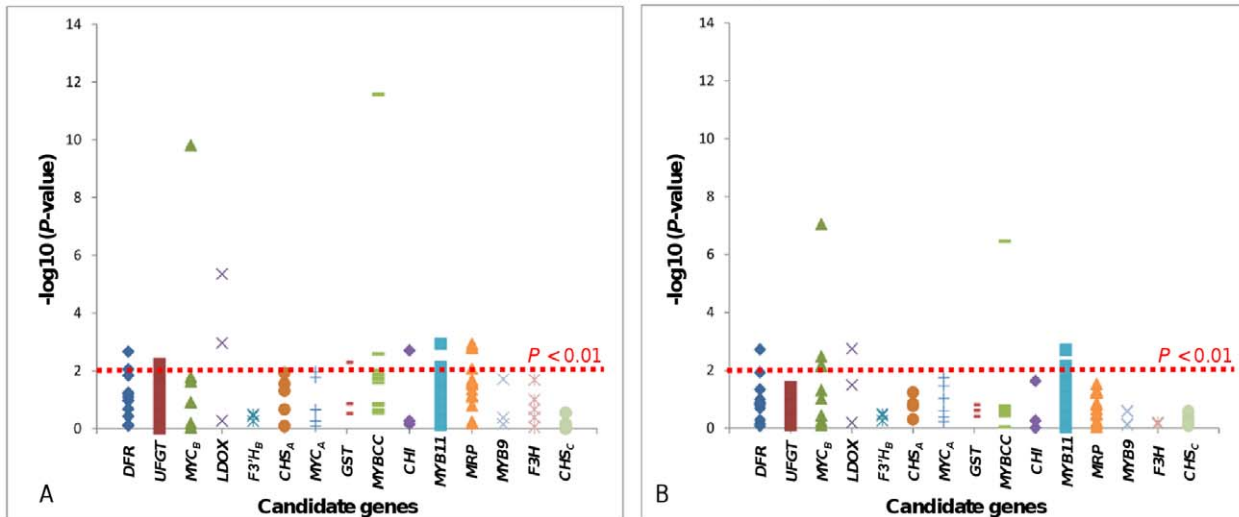 14
12
10
8
6
4
2
0
-log10 (P-value)
P < 0.01
DFR
UFGT
MYCB
LDOX
F3'HB
CHSA
MYCA
GST
MYBCC
CHI
MYB11
MRP
MYB9
F3H
CHSC
A
Candidate genes
14
12
10
8
6
4
2
0
-log10 (P-value)
P < 0.01
DFR
UFGT
MYCB
LDOX
F3'HB
CHSA
MYCA
GST
MYBCC
CHI
MYB11
MRP
MYB9
F3H
CHSC
B
Candidate genes